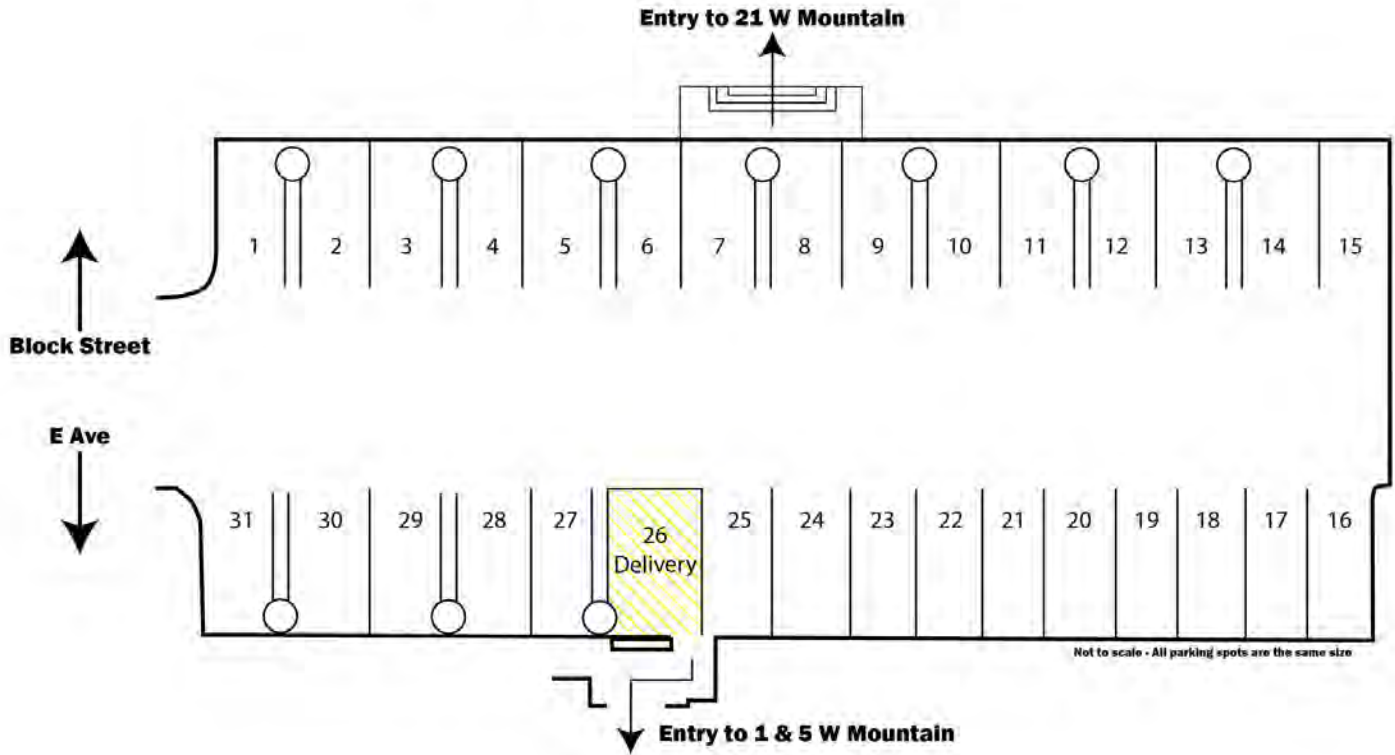 Entry to 21 W Mountain
1 2 3 4 5 6 7 8 9 10 11 12 13 14 15
Block Street
E Ave
31 30 29 28 27 26 25 24 23 22 21 20 19 18 17 16
Delivery
Not to scale - All parking spots are the same size
Entry to 1 & 5 W Mountain